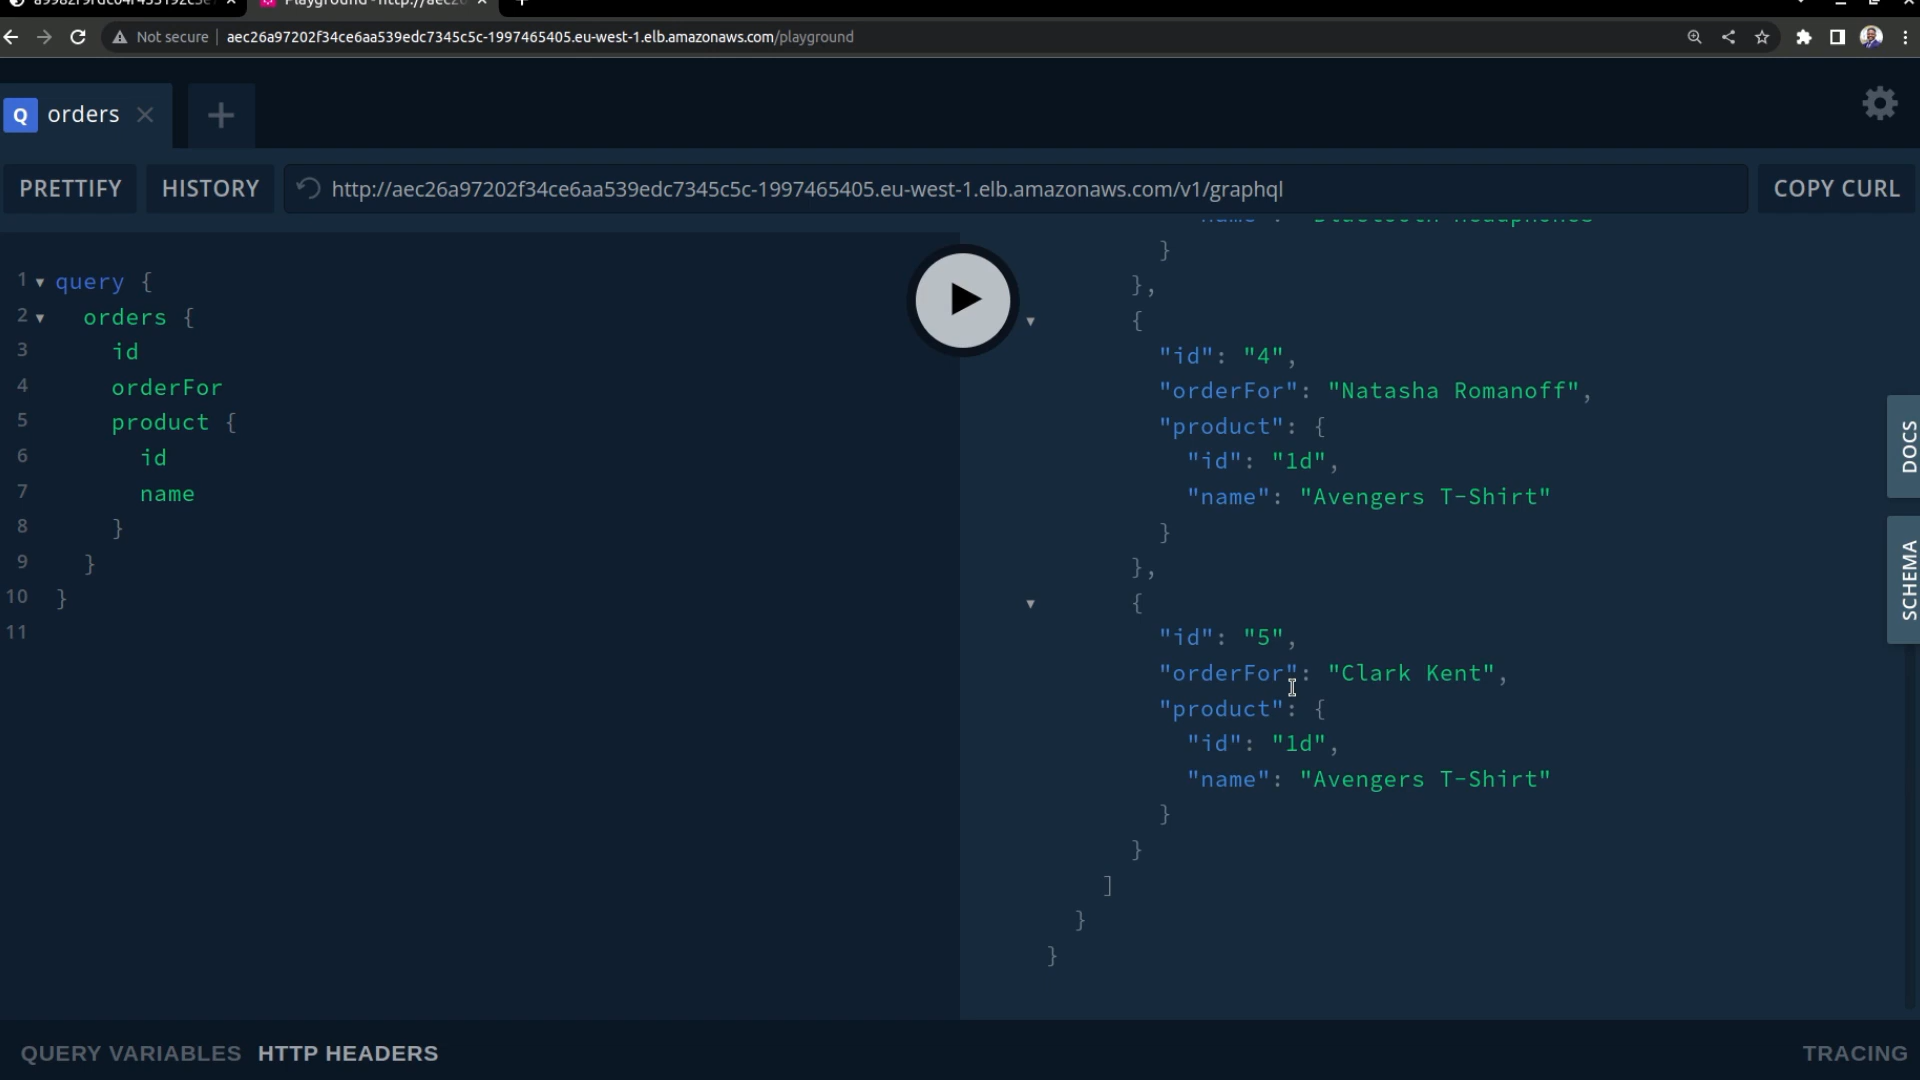 Playground - http://aec20
Not secure aec26a97202f34ce6aa539edc7345c5c-1997465405.eu-west-1.elb.amazonaws.com/playground
Q orders
PRETTIFY HISTORY http://aec26a97202f34ce6aa539edc7345c5c-1997465405.eu-west-1.elb.amazonaws.com/v1/graphql COPY CURL
1 query {
2 orders {
3 id
4 orderFor
5 product {
6 id
7 name
8 }
9 }
10 }
11
}
},
{
"id": "4",
"orderFor": "Natasha Romanoff",
"product": {
"id": "1d",
"name": "Avengers T-Shirt"
}
},
{
"id": "5",
"orderFor": "Clark Kent",
"product": {
"id": "1d",
"name": "Avengers T-Shirt"
}
}
]
}
}
DOCS
SCHEMA
QUERY VARIABLES HTTP HEADERS TRACING